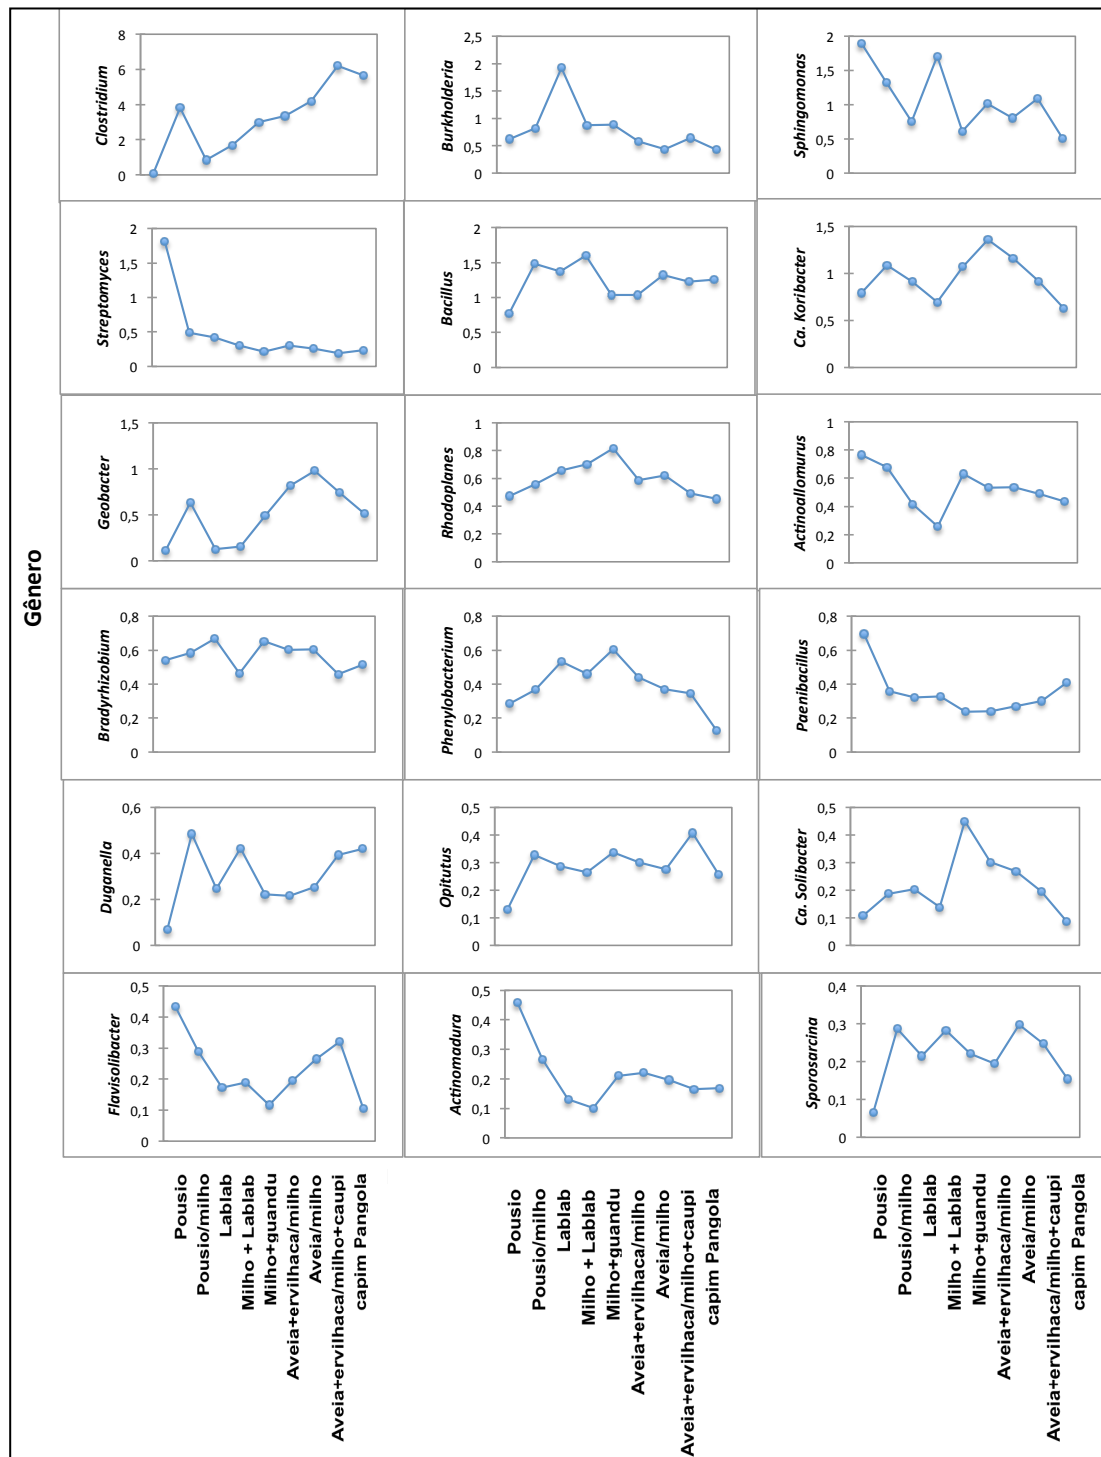 Gênero
Clostridium
8
6
4
2
0
Burkholderia
2,5
2
1,5
1
0,5
0
Sphingomonas
2
1,5
1
0,5
0
Streptomyces
2
1,5
1
0,5
0
Bacillus
2
1,5
1
0,5
0
Ca. Koribacter
1,5
1
0,5
0
Geobacter
1,5
1
0,5
0
Rhodoplanes
1
0,8
0,6
0,4
0,2
0
Actinoallomurus
1
0,8
0,6
0,4
0,2
0
Bradyrhizobium
0,8
0,6
0,4
0,2
0
Phenylobacterium
0,8
0,6
0,4
0,2
0
Paenibacillus
0,8
0,6
0,4
0,2
0
Duganella
0,6
0,4
0,2
0
Opitutus
0,5
0,4
0,3
0,2
0,1
0
Ca. Solibacter
0,5
0,4
0,3
0,2
0,1
0
Flavisolibacter
0,5
0,4
0,3
0,2
0,1
0
Actinomadura
0,5
0,4
0,3
0,2
0,1
0
Sporosarcina
0,4
0,3
0,2
0,1
0
Pousio
Pousio/milho
Lablab
Milho + Lablab
Milho+guandu
Aveia+ervilhaca/milho
Aveia/milho
Aveia+ervilhaca/milho+caupi
capim Pangola
Pousio
Pousio/milho
Lablab
Milho + Lablab
Milho+guandu
Aveia+ervilhaca/milho
Aveia/milho
Aveia+ervilhaca/milho+caupi
capim Pangola
Pousio
Pousio/milho
Lablab
Milho + Lablab
Milho+guandu
Aveia+ervilhaca/milho
Aveia/milho
Aveia+ervilhaca/milho+caupi
capim Pangola